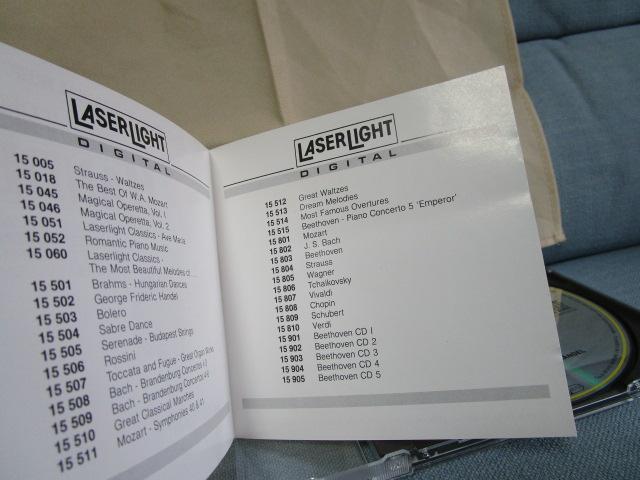 LASERLIGHT
DIGITAL
15 005 Strauss - Waltzes
15 018 The Best Of W.A. Mozart
15 045 Magical Operetta, Vol. I
15 046 Magical Operetta, Vol. 2
15 051 Laserlight Classics - Ave Maria
15 052 Romantic Piano Music
15 060 Laserlight Classics -
The Most Beautiful Melodies of...
15 501 Brahms - Hungarian Dances
15 502 George Frideric Handel
15 503 Bolero
15 504 Sabre Dance
15 505 Serenade - Budapest Strings
15 506 Rossini
15 507 Toccata and Fugue - Great Organ Works
15 508 Bach - Brandenburg Concertos 1-3
15 509 Bach - Brandenburg Concertos 4-6
15 510 Great Classical Marches
15 511 Mozart - Symphonies 40 & 41
LASERLIGHT
DIGITAL
15 512 Great Waltzes
15 513 Dream Melodies
15 514 Most Famous Overtures
15 515 Beethoven - Piano Concerto 5 'Emperor'
15 801 Mozart
15 802 J. S. Bach
15 803 Beethoven
15 804 Strauss
15 805 Wagner
15 806 Tchaikovsky
15 807 Vivaldi
15 808 Chopin
15 809 Schubert
15 810 Verdi
15 901 Beethoven CD I
15 902 Beethoven CD 2
15 903 Beethoven CD 3
15 904 Beethoven CD 4
15 905 Beethoven CD 5